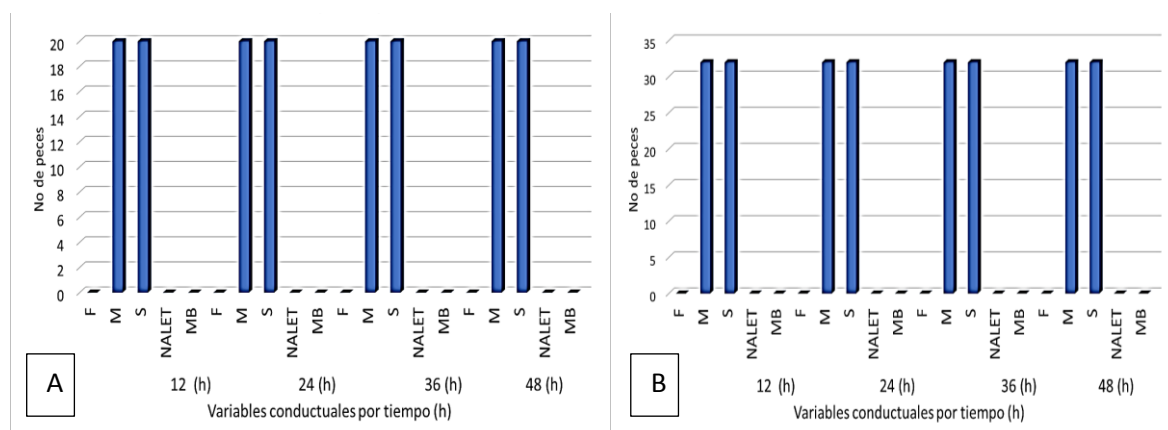 No de peces
20
18
16
14
12
10
8
6
4
2
0
F M S NALET MB F M S NALET MB F M S NALET MB F M S NALET MB
12 (h) 24 (h) 36 (h) 48 (h)
Variables conductuales por tiempo (h)
A
No de peces
35
30
25
20
15
10
5
0
F M S NALET MB F M S NALET MB F M S NALET MB F M S NALET MB
12 (h) 24 (h) 36 (h) 48 (h)
Variables conductuales por tiempo (h)
B